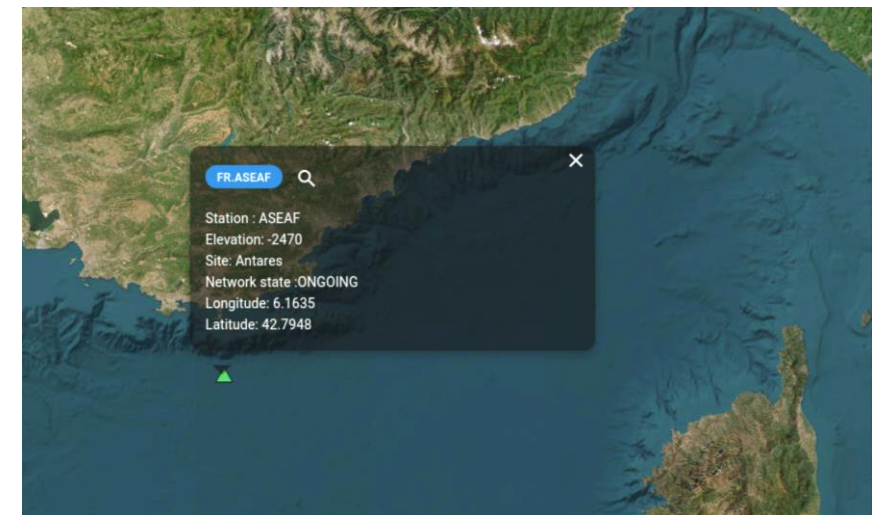 FR.ASEAF
Station : ASEAF
Elevation: -2470
Site: Antares
Network state :ONGOING
Longitude: 6.1635
Latitude: 42.7948